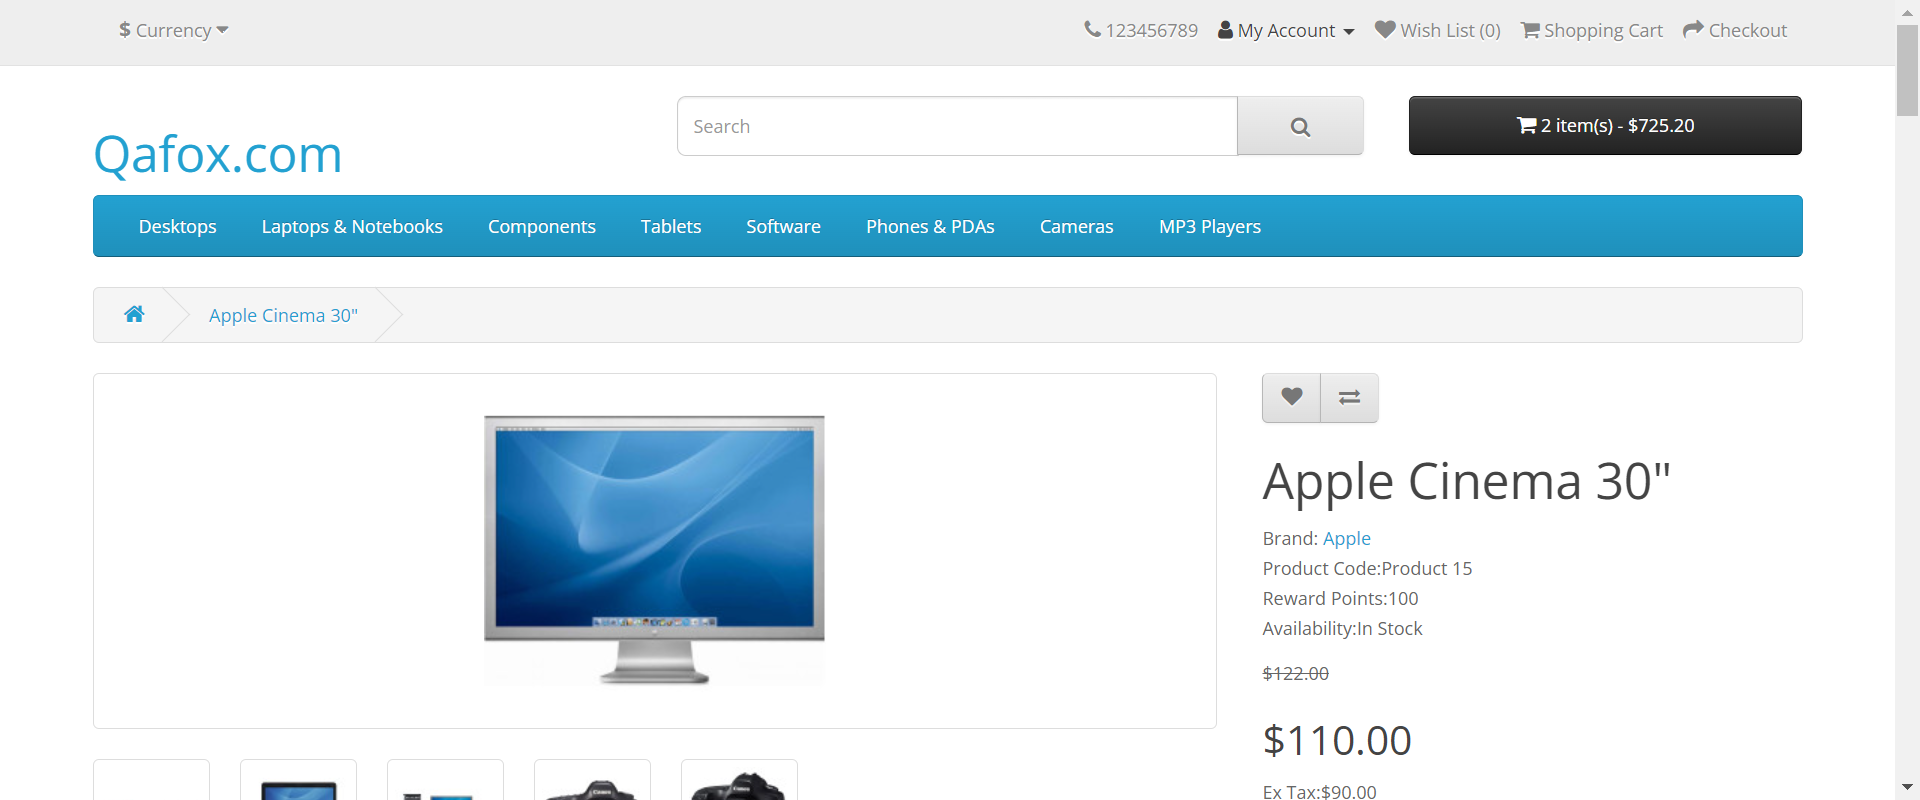 $ Currency
123456789 My Account Wish List (0) Shopping Cart Checkout
Qafox.com
Search
2 item(s) - $725.20
Desktops Laptops & Notebooks Components Tablets Software Phones & PDAs Cameras MP3 Players
Apple Cinema 30"
Apple Cinema 30"
Brand: Apple
Product Code:Product 15
Reward Points:100
Availability:In Stock
$122.00
$110.00
Ex Tax:$90.00